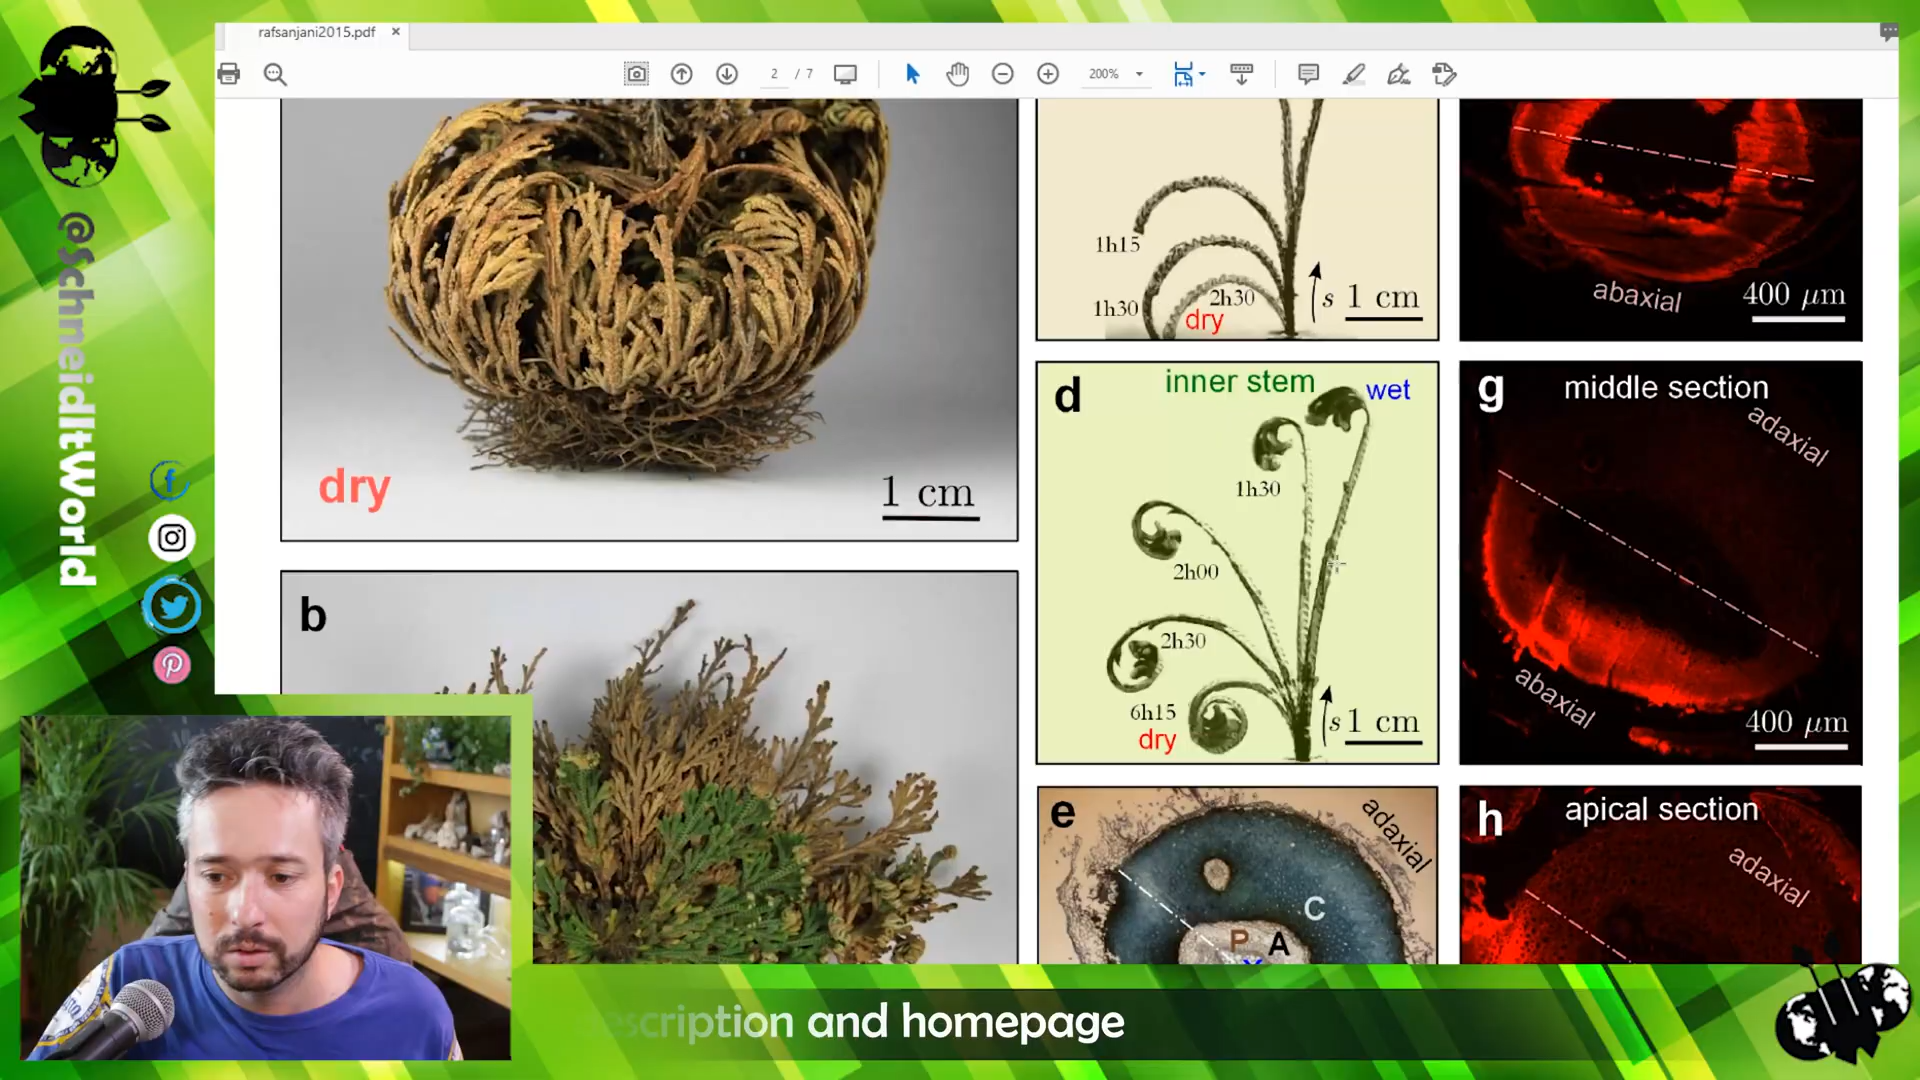 rafsanjani2015.pdf
2 / 7
200%
@SchneidItWorld
dry
1 cm
b
1h15
1h30
2h30
dry
s 1 cm
abaxial
400 μm
d
inner stem
wet
1h30
2h00
2h30
6h15
dry
s 1 cm
g
middle section
adaxial
abaxial
400 μm
e
adaxial
C
P A
h
apical section
adaxial
escription and homepage